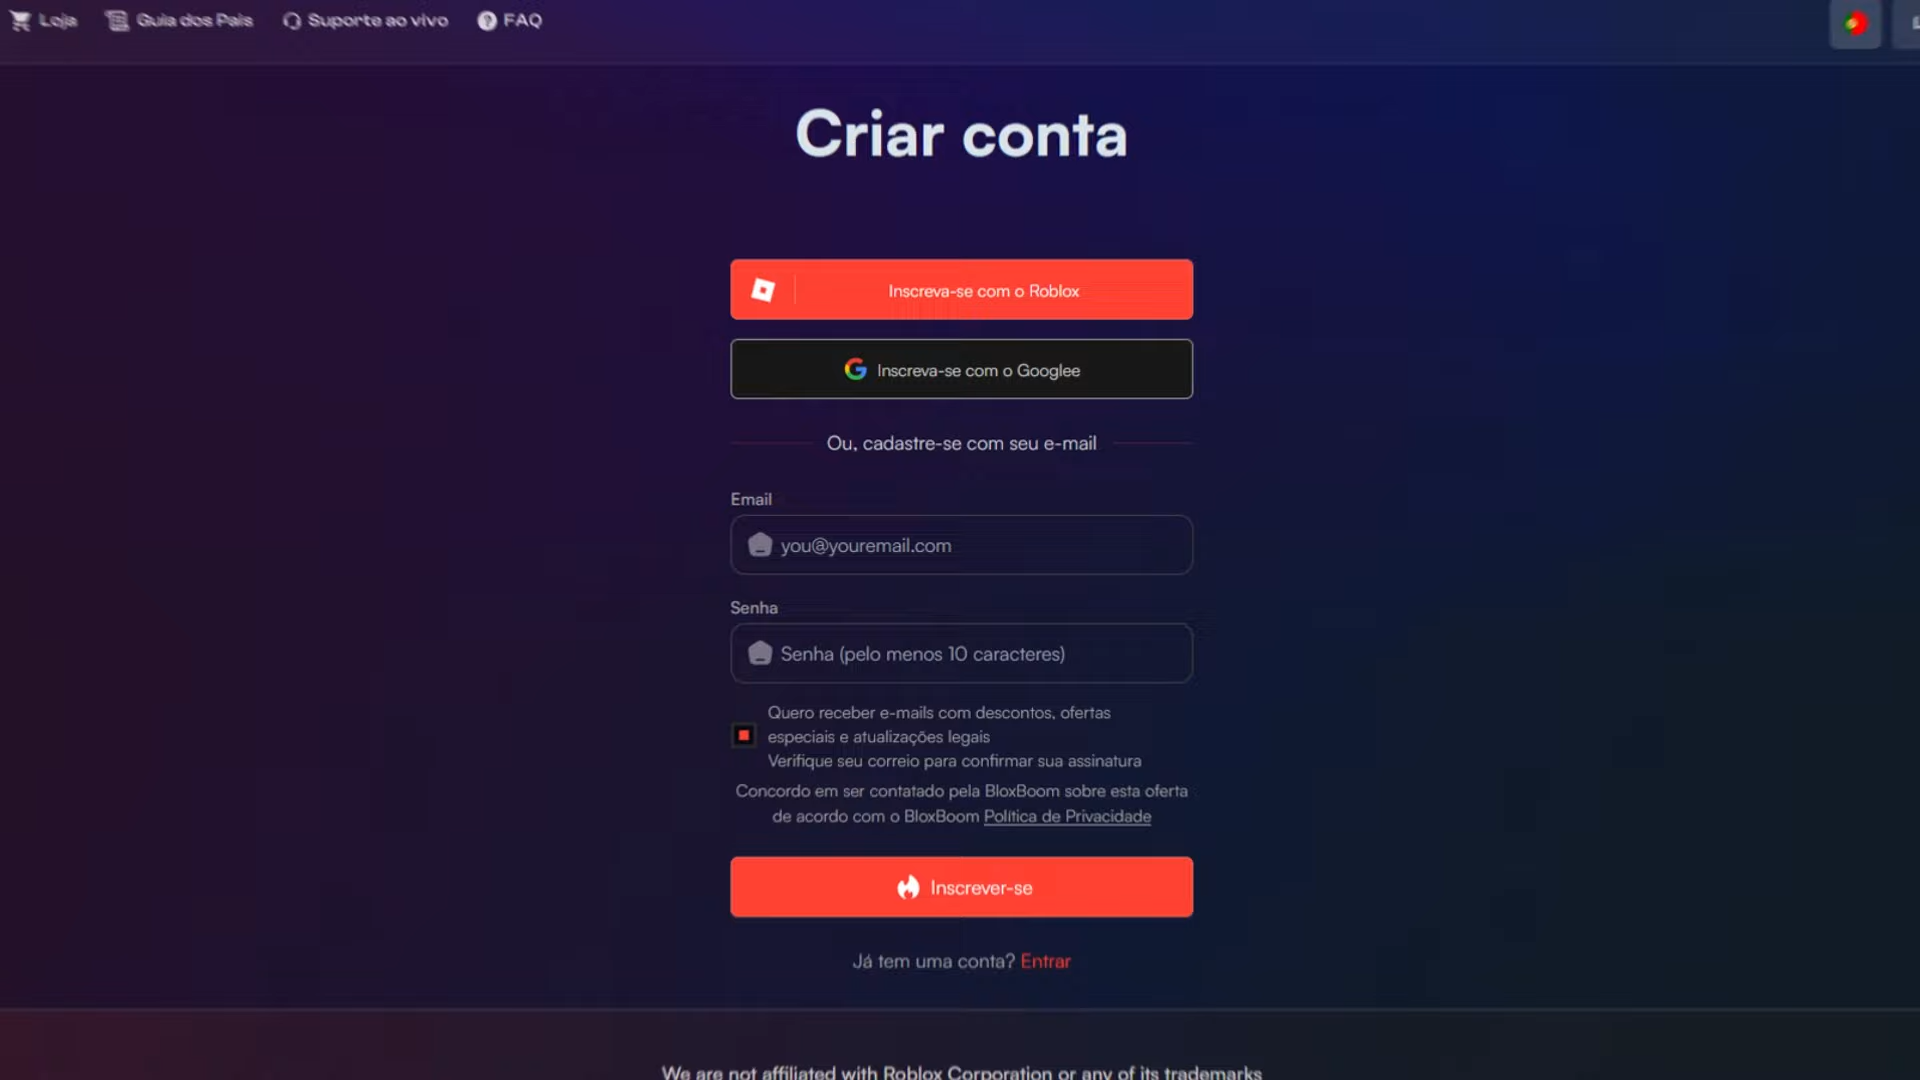 Loja Guia dos Pais Suporte ao vivo FAQ
Criar conta
Inscreva-se com o Roblox
Inscreva-se com o Googlee
Ou, cadastre-se com seu e-mail
Email
you@youremail.com
Senha
Senha (pelo menos 10 caracteres)
Quero receber e-mails com descontos, ofertas
especiais e atualizações legais
Verifique seu correio para confirmar sua assinatura
Concordo em ser contatado pela BloxBoom sobre esta oferta
de acordo com o BloxBoom Política de Privacidade
Inscrever-se
Já tem uma conta? Entrar
We are not affiliated with Roblox Corporation or any of its trademarks